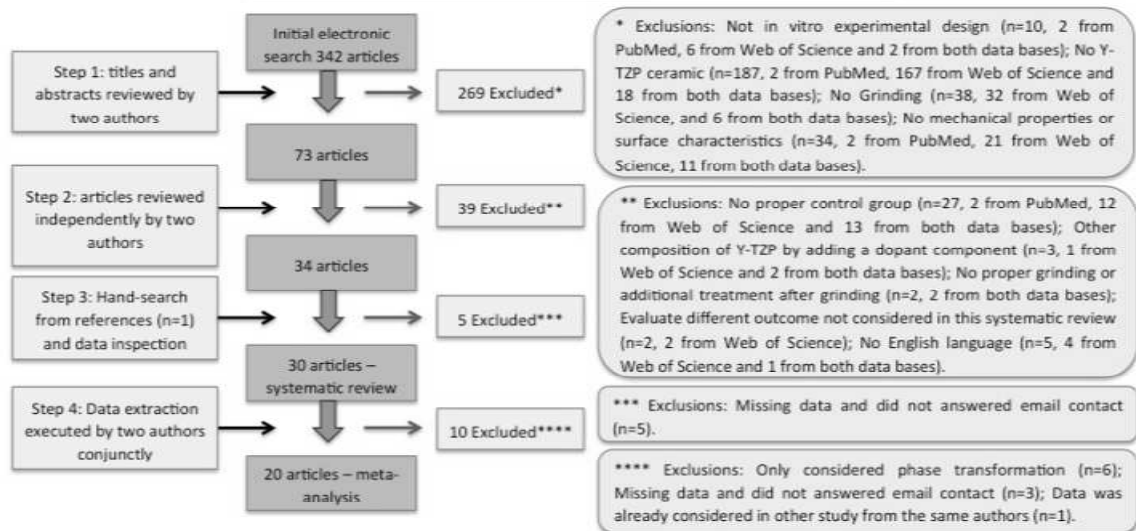 Initial electronic
search 342 articles
Step 1: titles and
abstracts reviewed by
two authors
269 Excluded*
73 articles
Step 2: articles reviewed
independently by two
authors
39 Excluded**
34 articles
Step 3: Hand-search
from references (n=1)
and data inspection
5 Excluded***
30 articles –
systematic review
Step 4: Data extraction
executed by two authors
conjunctly
10 Excluded****
20 articles – meta-
analysis
* Exclusions: Not in vitro experimental design (n=10, 2 from
PubMed, 6 from Web of Science and 2 from both data bases); No Y-
TZP ceramic (n=187, 2 from PubMed, 167 from Web of Science and
18 from both data bases); No Grinding (n=38, 32 from Web of
Science, and 6 from both data bases); No mechanical properties or
surface characteristics (n=34, 2 from PubMed, 21 from Web of
Science, 11 from both data bases).
** Exclusions: No proper control group (n=27, 2 from PubMed, 12
from Web of Science and 13 from both data bases); Other
composition of Y-TZP by adding a dopant component (n=3, 1 from
Web of Science and 2 from both data bases); No proper grinding or
additional treatment after grinding (n=2, 2 from both data bases);
Evaluate different outcome not considered in this systematic review
(n=2, 2 from Web of Science); No English language (n=5, 4 from
Web of Science and 1 from both data bases).
*** Exclusions: Missing data and did not answered email contact
(n=5).
**** Exclusions: Only considered phase transformation (n=6);
Missing data and did not answered email contact (n=3); Data was
already considered in other study from the same authors (n=1).